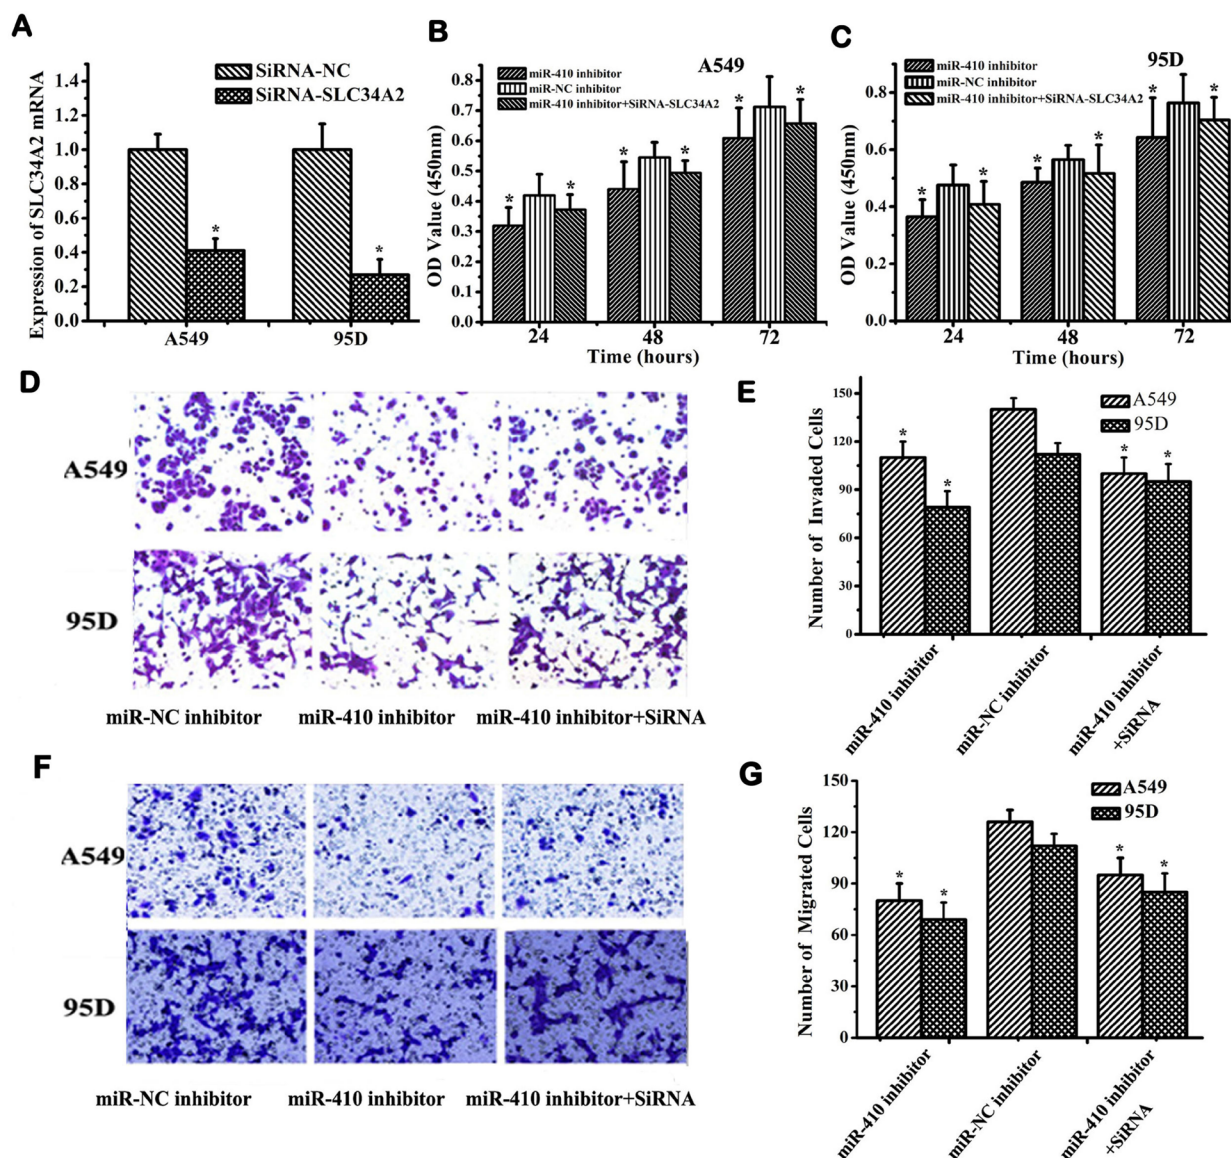 A
Expression of SLC34A2 mRNA
1.4
1.2
1.0
0.8
0.6
0.4
0.2
0.0
SiRNA-NC
SiRNA-SLC34A2
*
*
A549
95D
B
OD Value (450nm)
0.8
0.7
0.6
0.5
0.4
0.3
0.2
0.1
0.0
miR-410 inhibitor
miR-NC inhibitor
miR-410 inhibitor+SiRNA-SLC34A2
A549
*
*
*
*
*
*
24
48
72
Time (hours)
C
OD Value (450nm)
0.8
0.6
0.4
0.2
0.0
miR-410 inhibitor
miR-NC inhibitor
miR-410 inhibitor+SiRNA-SLC34A2
95D
*
*
*
*
*
*
24
48
72
Time (hours)
D
A549
95D
miR-NC inhibitor
miR-410 inhibitor
miR-410 inhibitor+SiRNA
E
Number of Invaded Cells
150
120
90
60
30
0
A549
95D
*
*
*
*
miR-410 inhibitor
miR-NC inhibitor
miR-410 inhibitor
+SiRNA
F
A549
95D
miR-NC inhibitor
miR-410 inhibitor
miR-410 inhibitor+SiRNA
G
Number of Migrated Cells
150
120
90
60
30
0
A549
95D
*
*
*
*
miR-410 inhibitor
miR-NC inhibitor
miR-410 inhibitor
+SiRNA